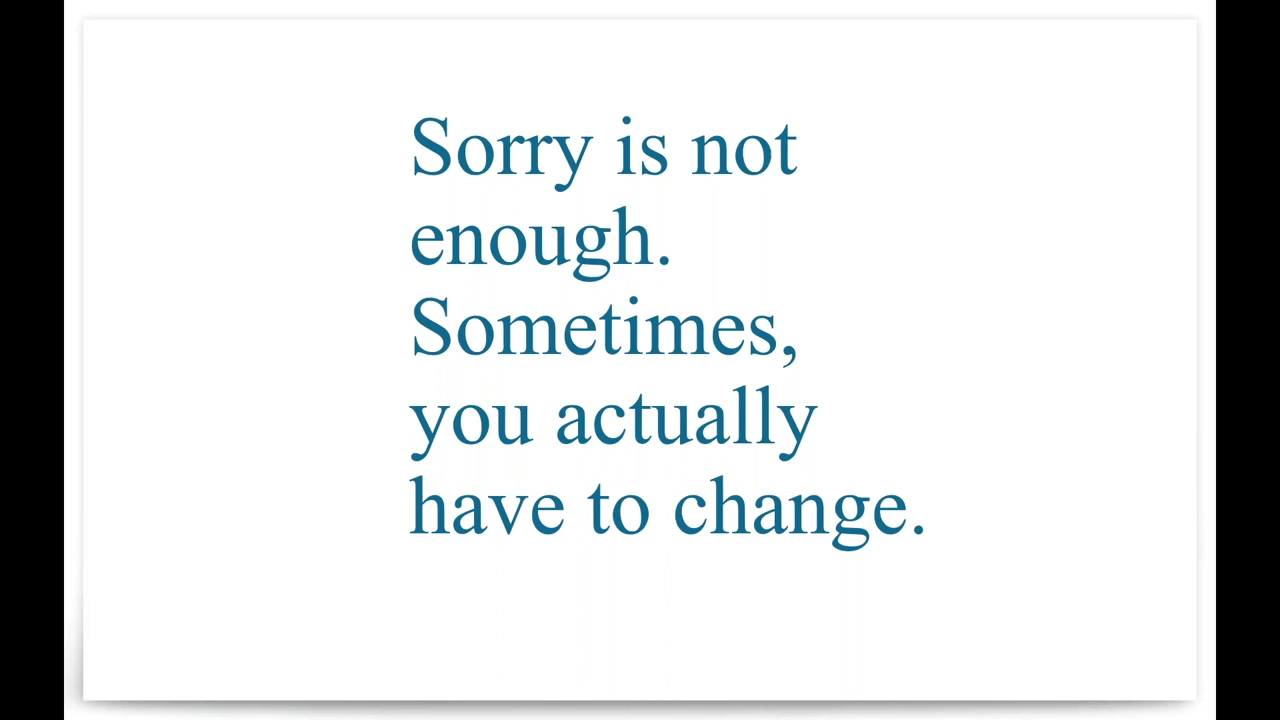 Sorry is not
enough.
Sometimes,
you actually
have to change.